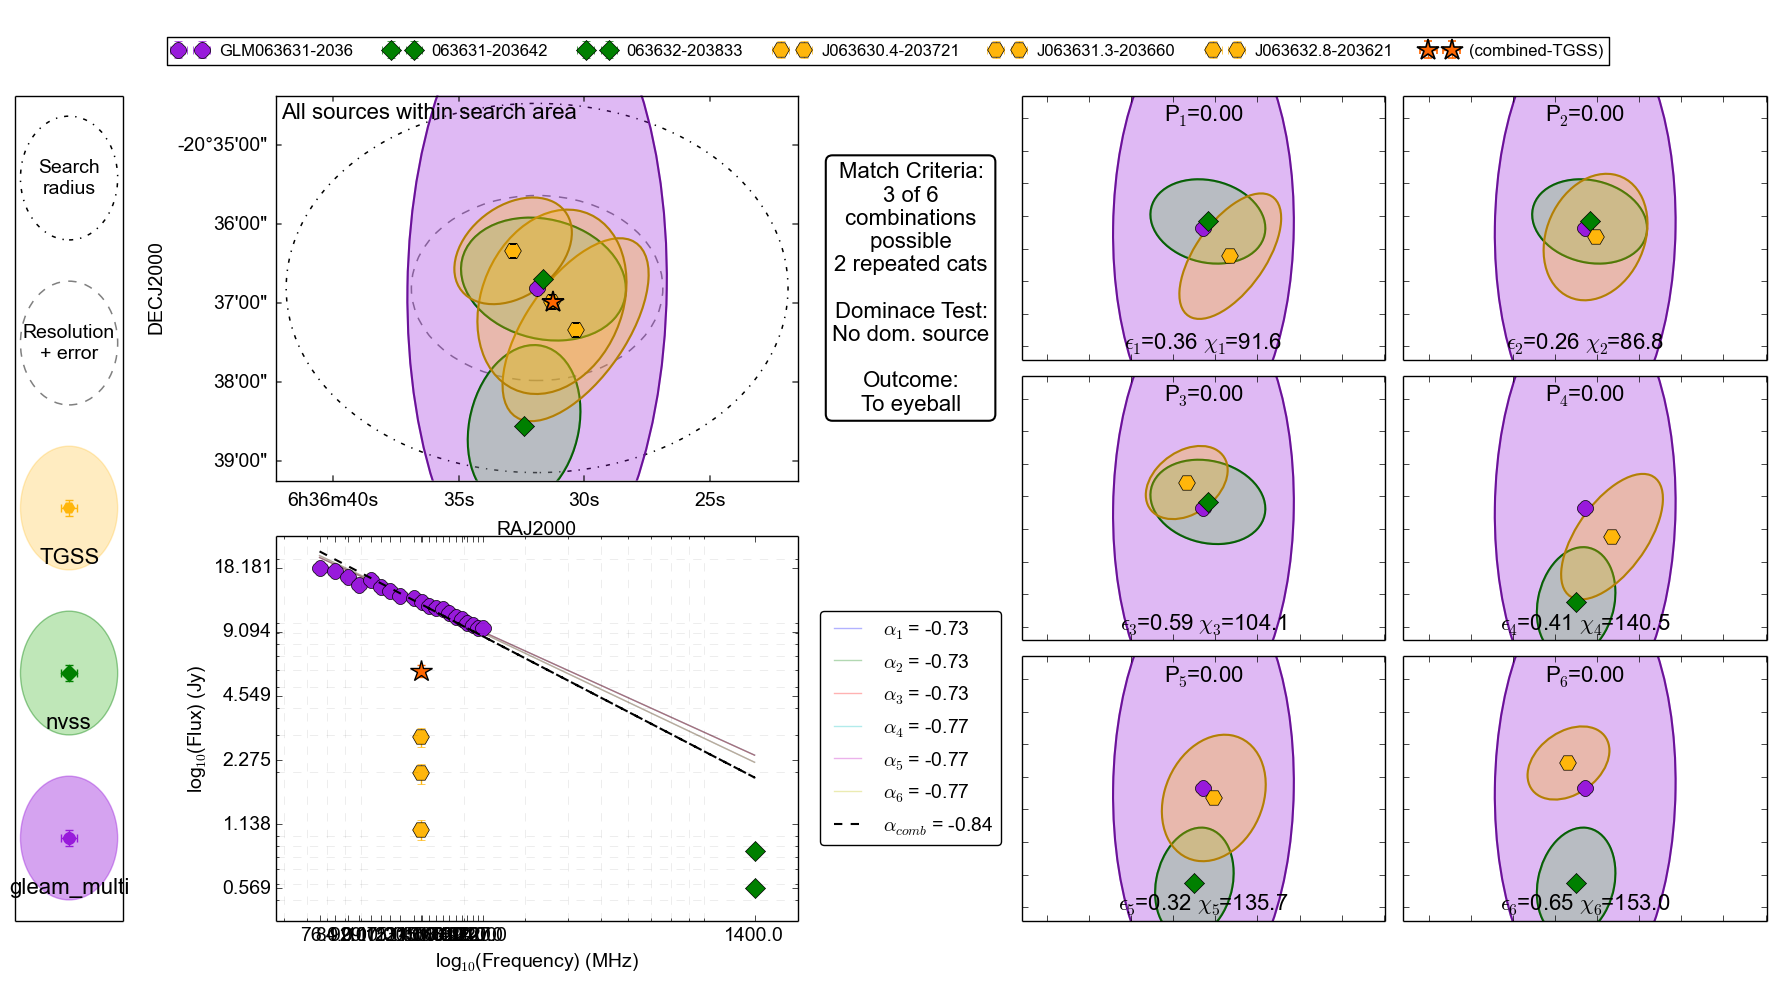 GLM063631-2036 063631-203642 063632-203833 J063630.4-203721 J063631.3-203660 J063632.8-203621 (combined-TGSS)
Search
radius
Resolution
+ error
TGSS
nvss
gleam_multi
All sources within search area
-20°35'00"
36'00"
37'00"
38'00"
39'00"
DECJ2000
6h36m40s 35s 30s 25s
RAJ2000
Match Criteria:
3 of 6
combinations
possible
2 repeated cats
Dominace Test:
No dom. source
Outcome:
To eyeball
18.181
9.094
4.549
2.275
1.138
0.569
log10(Flux) (Jy)
1400.0
log10(Frequency) (MHz)
α1 = -0.73
α2 = -0.73
α3 = -0.73
α4 = -0.77
α5 = -0.77
α6 = -0.77
αcomb = -0.84
P1=0.00
ϵ1=0.36 χ1=91.6
P2=0.00
ϵ2=0.26 χ2=86.8
P3=0.00
ϵ3=0.59 χ3=104.1
P4=0.00
ϵ4=0.41 χ4=140.5
P5=0.00
ϵ5=0.32 χ5=135.7
P6=0.00
ϵ6=0.65 χ6=153.0